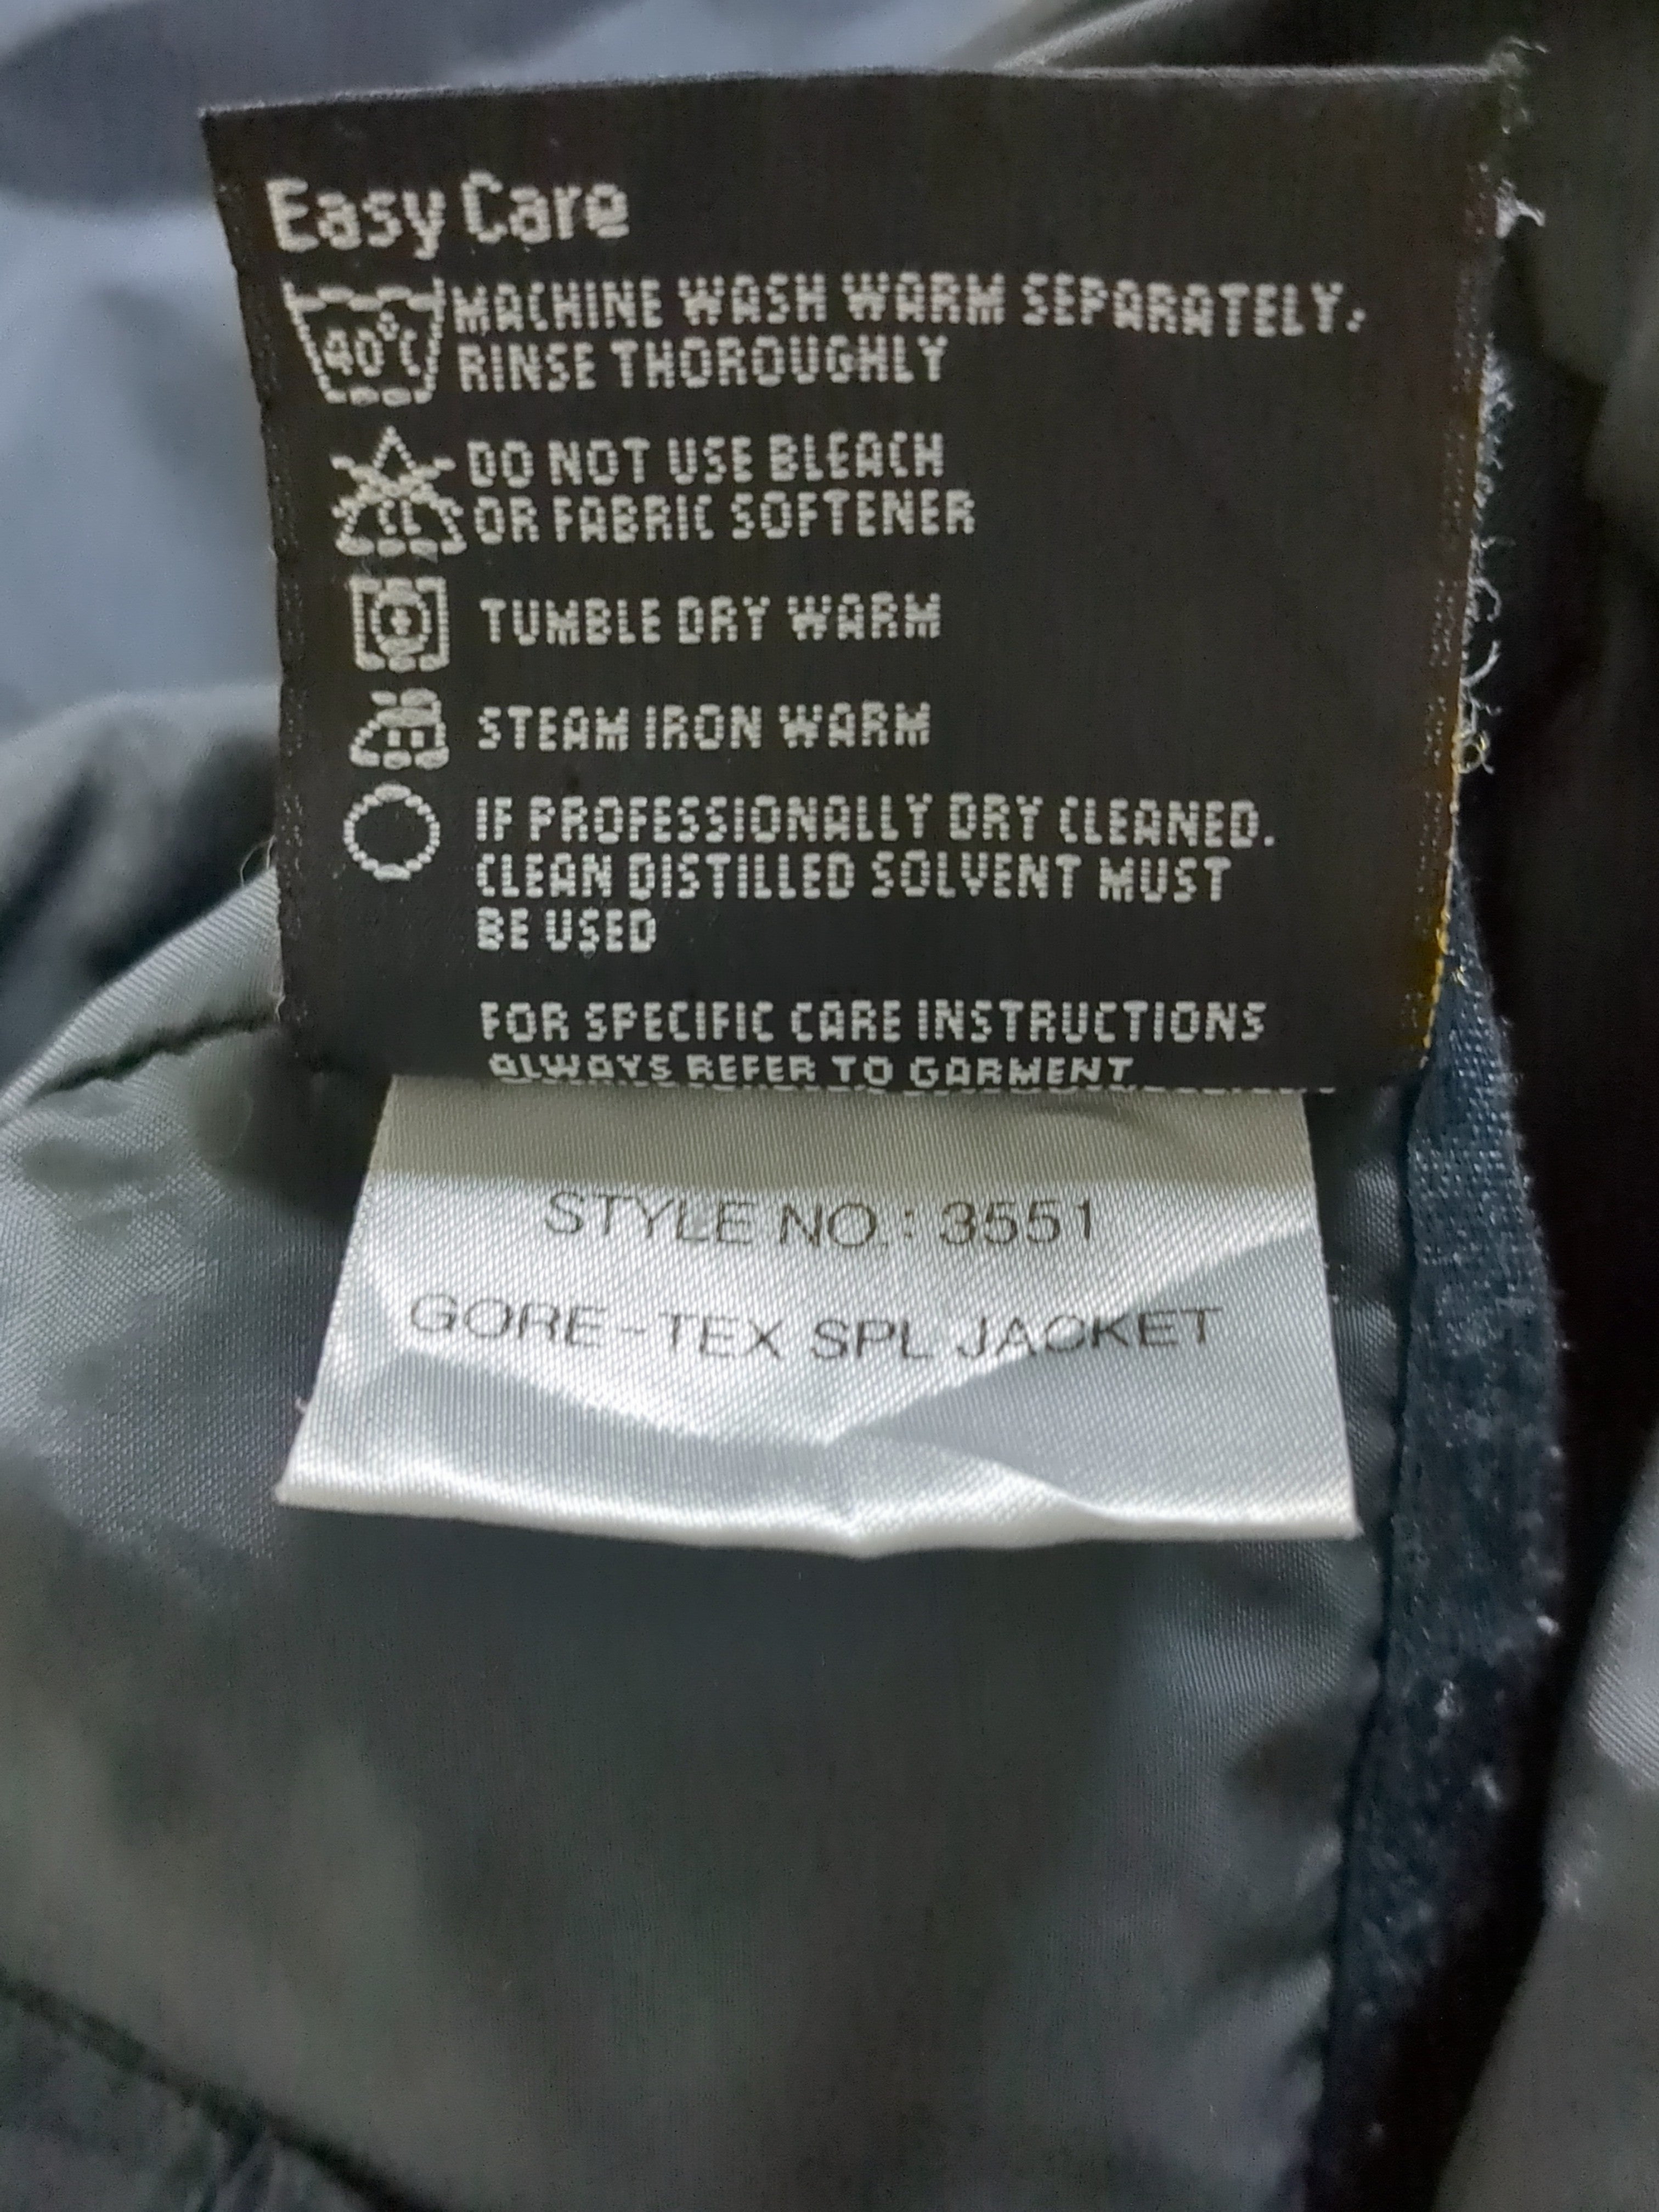 Easy Care
40°C MACHINE WASH WARM SEPARATELY.
RINSE THOROUGHLY
DO NOT USE BLEACH
CL OR FABRIC SOFTENER
TUMBLE DRY WARM
STEAM IRON WARM
IF PROFESSIONALLY DRY CLEANED.
CLEAN DISTILLED SOLVENT MUST
BE USED
FOR SPECIFIC CARE INSTRUCTIONS
ALWAYS REFER TO GARMENT
STYLE NO.: 3551
GORE-TEX SPL JACKET